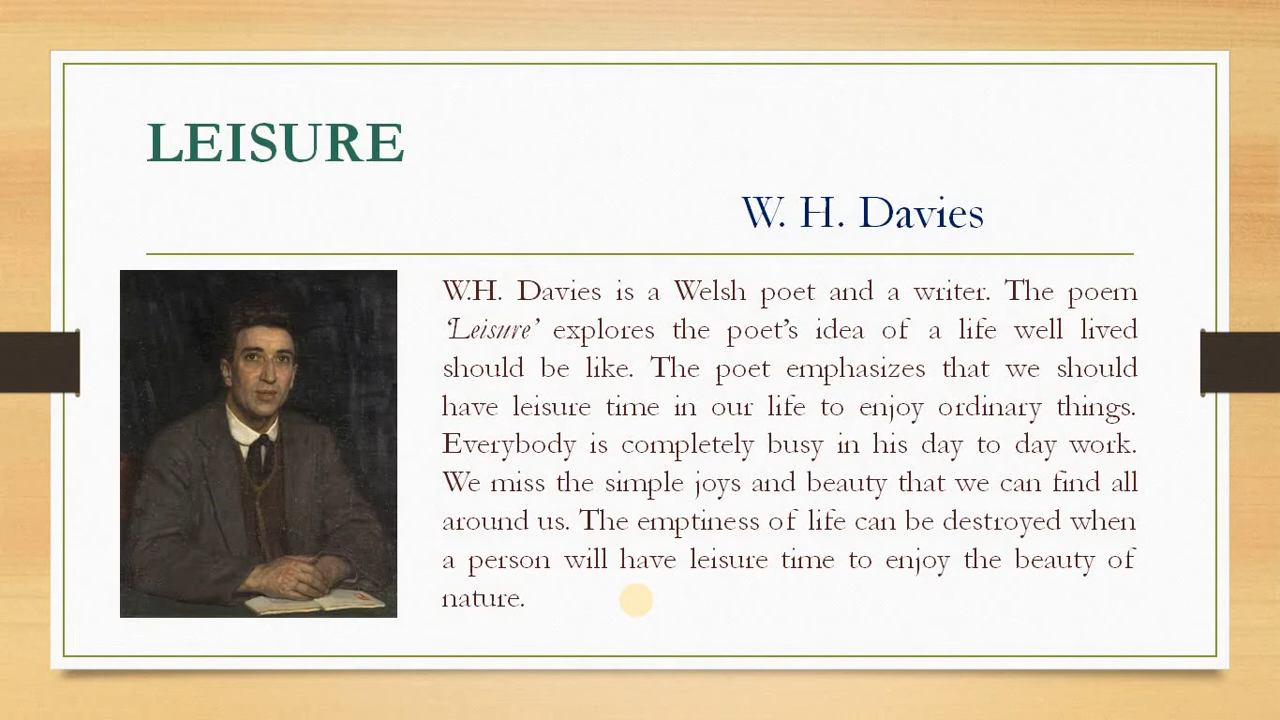 LEISURE
W. H. Davies
W.H. Davies is a Welsh poet and a writer. The poem
‘Leisure’ explores the poet’s idea of a life well lived
should be like. The poet emphasizes that we should
have leisure time in our life to enjoy ordinary things.
Everybody is completely busy in his day to day work.
We miss the simple joys and beauty that we can find all
around us. The emptiness of life can be destroyed when
a person will have leisure time to enjoy the beauty of
nature.